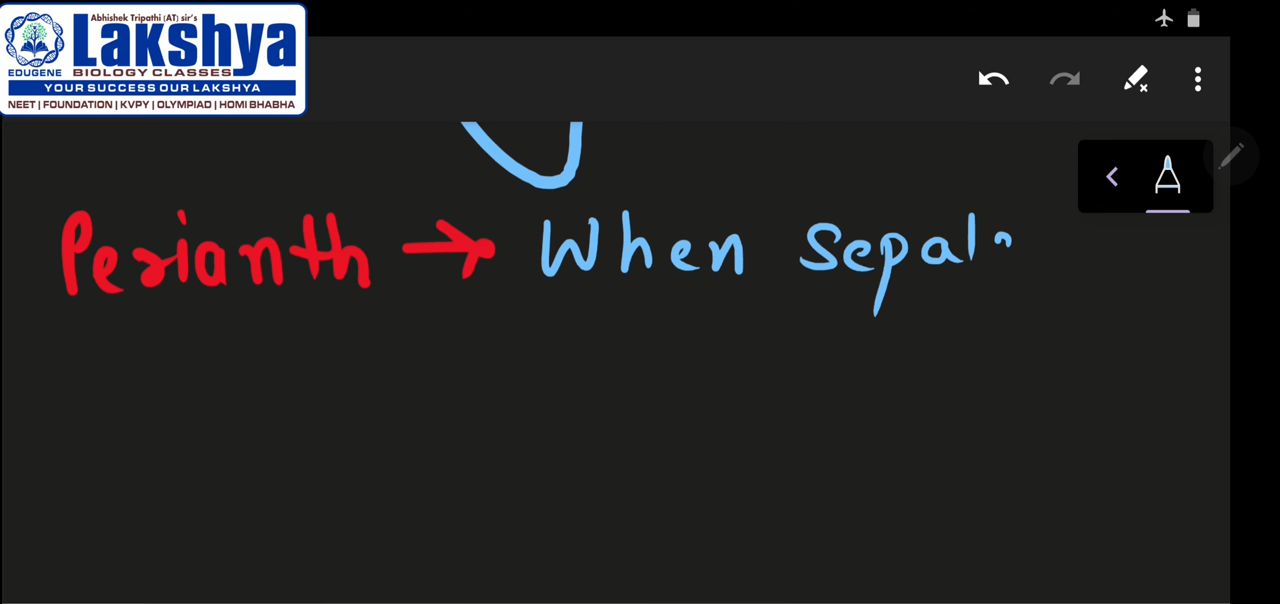 Abhishek Tripathi (AT) sir's
Lakshya
EDUGENE BIOLOGY CLASSES
YOUR SUCCESS OUR LAKSHYA
NEET | FOUNDATION | KVPY | OLYMPIAD | HOMI BHABHA
Perianth → When Sepal